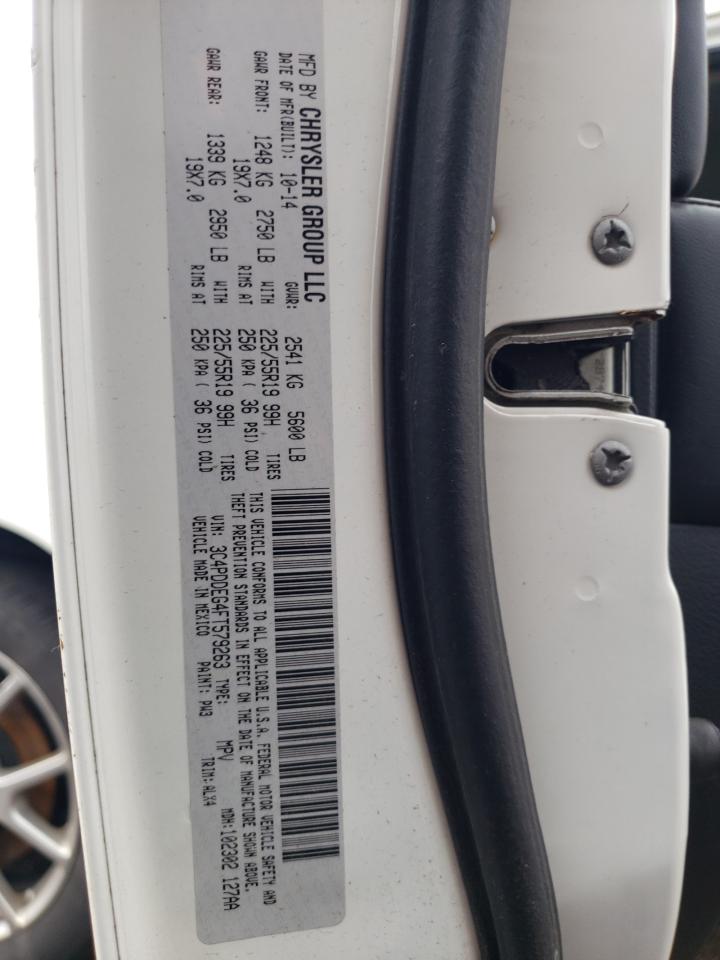 MFD BY CHRYSLER GROUP LLC
DATE OF MFR(BUILT): 10-14 GVWR: 2541 KG 5600 LB
GAWR FRONT: 1248 KG 2750 LB WITH 225/55R19 99H TIRES
19X7.0 RIMS AT 250 KPA ( 36 PSI) COLD
GAWR REAR: 1339 KG 2950 LB WITH 225/55R19 99H TIRES
19X7.0 RIMS AT 250 KPA ( 36 PSI) COLD
THIS VEHICLE CONFORMS TO ALL APPLICABLE U.S.A. FEDERAL MOTOR VEHICLE SAFETY AND
THEFT PREVENTION STANDARDS IN EFFECT ON THE DATE OF MANUFACTURE SHOWN ABOVE.
VIN: 3C4PDDEG4FT579263 TYPE: MPV MDH:102302 127AA
VEHICLE MADE IN MEXICO PAINT: PW3 TRIM: ALX4